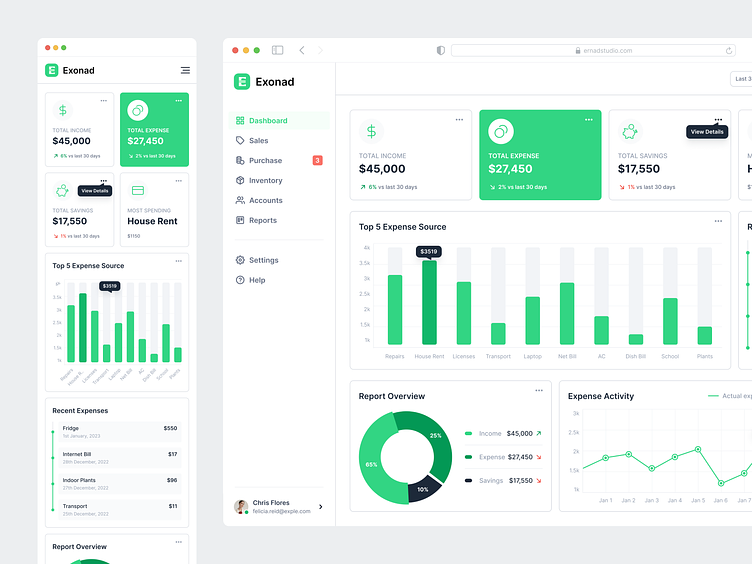 Exonad
TOTAL INCOME
$45,000
6% vs last 30 days
TOTAL EXPENSE
$27,450
2% vs last 30 days
View Details
TOTAL SAVINGS
$17,550
1% vs last 30 days
MOST SPENDING
House Rent
$1150
Top 5 Expense Source
$3519
3.5k
3k
2.5k
2k
1.5k
1k
Repairs
House R...
Licenses
Transport
Laptop
Net Bill
AC
Dish Bill
School
Plants
Recent Expenses
Fridge $550
1st January, 2023
Internet Bill $17
28th December, 2022
Indoor Plants $96
27th December, 2022
Transport $11
25th December, 2022
Report Overview
ernadstudio.com
Exonad
Dashboard
Sales
Purchase 3
Inventory
Accounts
Reports
Settings
Help
Chris Flores
felicia.reid@exple.com
Last 3
TOTAL INCOME
$45,000
6% vs last 30 days
TOTAL EXPENSE
$27,450
2% vs last 30 days
View Details
TOTAL SAVINGS
$17,550
1% vs last 30 days
Top 5 Expense Source
$3519
4k
3.5k
3k
2.5k
2k
1.5k
1k
Repairs House Rent Licenses Transport Laptop Net Bill AC Dish Bill School Plants
Report Overview
65%
25%
10%
Income $45,000
Expense $27,450
Savings $17,550
Expense Activity
Actual exp
3k
2.5k
2k
1.5k
1k
Jan 1 Jan 2 Jan 3 Jan 4 Jan 5 Jan 6 Jan 7